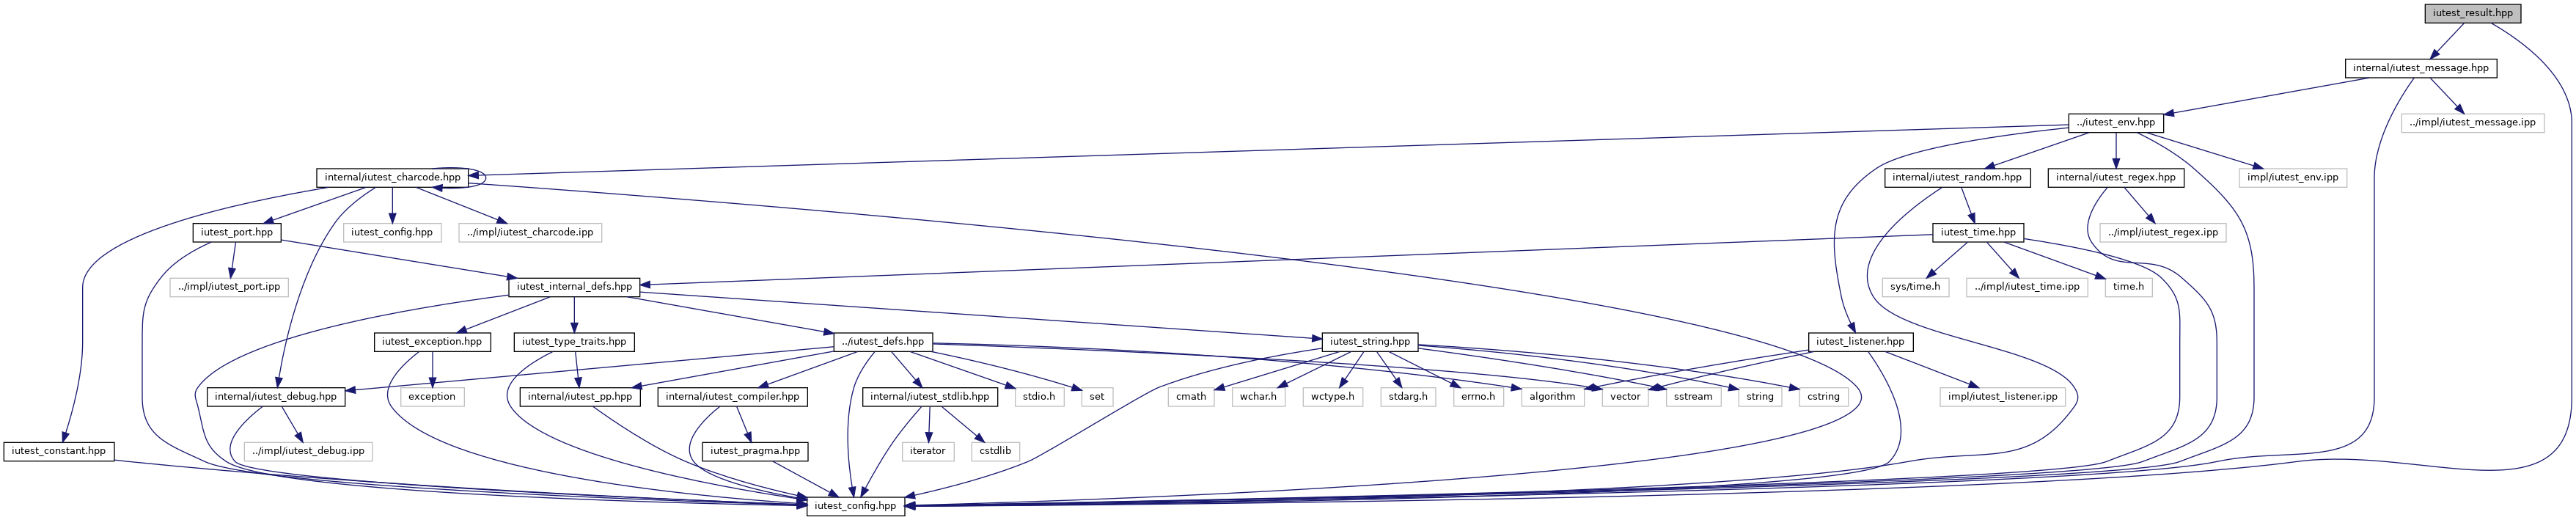 iutest_result.hpp
internal/iutest_message.hpp
../iutest_env.hpp
../impl/iutest_message.ipp
internal/iutest_charcode.hpp
internal/iutest_random.hpp
internal/iutest_regex.hpp
impl/iutest_env.ipp
iutest_port.hpp
iutest_config.hpp
../impl/iutest_charcode.ipp
iutest_time.hpp
../impl/iutest_regex.ipp
../impl/iutest_port.ipp
iutest_internal_defs.hpp
sys/time.h
../impl/iutest_time.ipp
time.h
iutest_exception.hpp
iutest_type_traits.hpp
../iutest_defs.hpp
iutest_string.hpp
iutest_listener.hpp
internal/iutest_debug.hpp
exception
internal/iutest_pp.hpp
internal/iutest_compiler.hpp
internal/iutest_stdlib.hpp
stdio.h
set
cmath
wchar.h
wctype.h
stdarg.h
errno.h
algorithm
vector
sstream
string
cstring
impl/iutest_listener.ipp
iutest_constant.hpp
../impl/iutest_debug.ipp
iutest_pragma.hpp
iterator
cstdlib
iutest_config.hpp